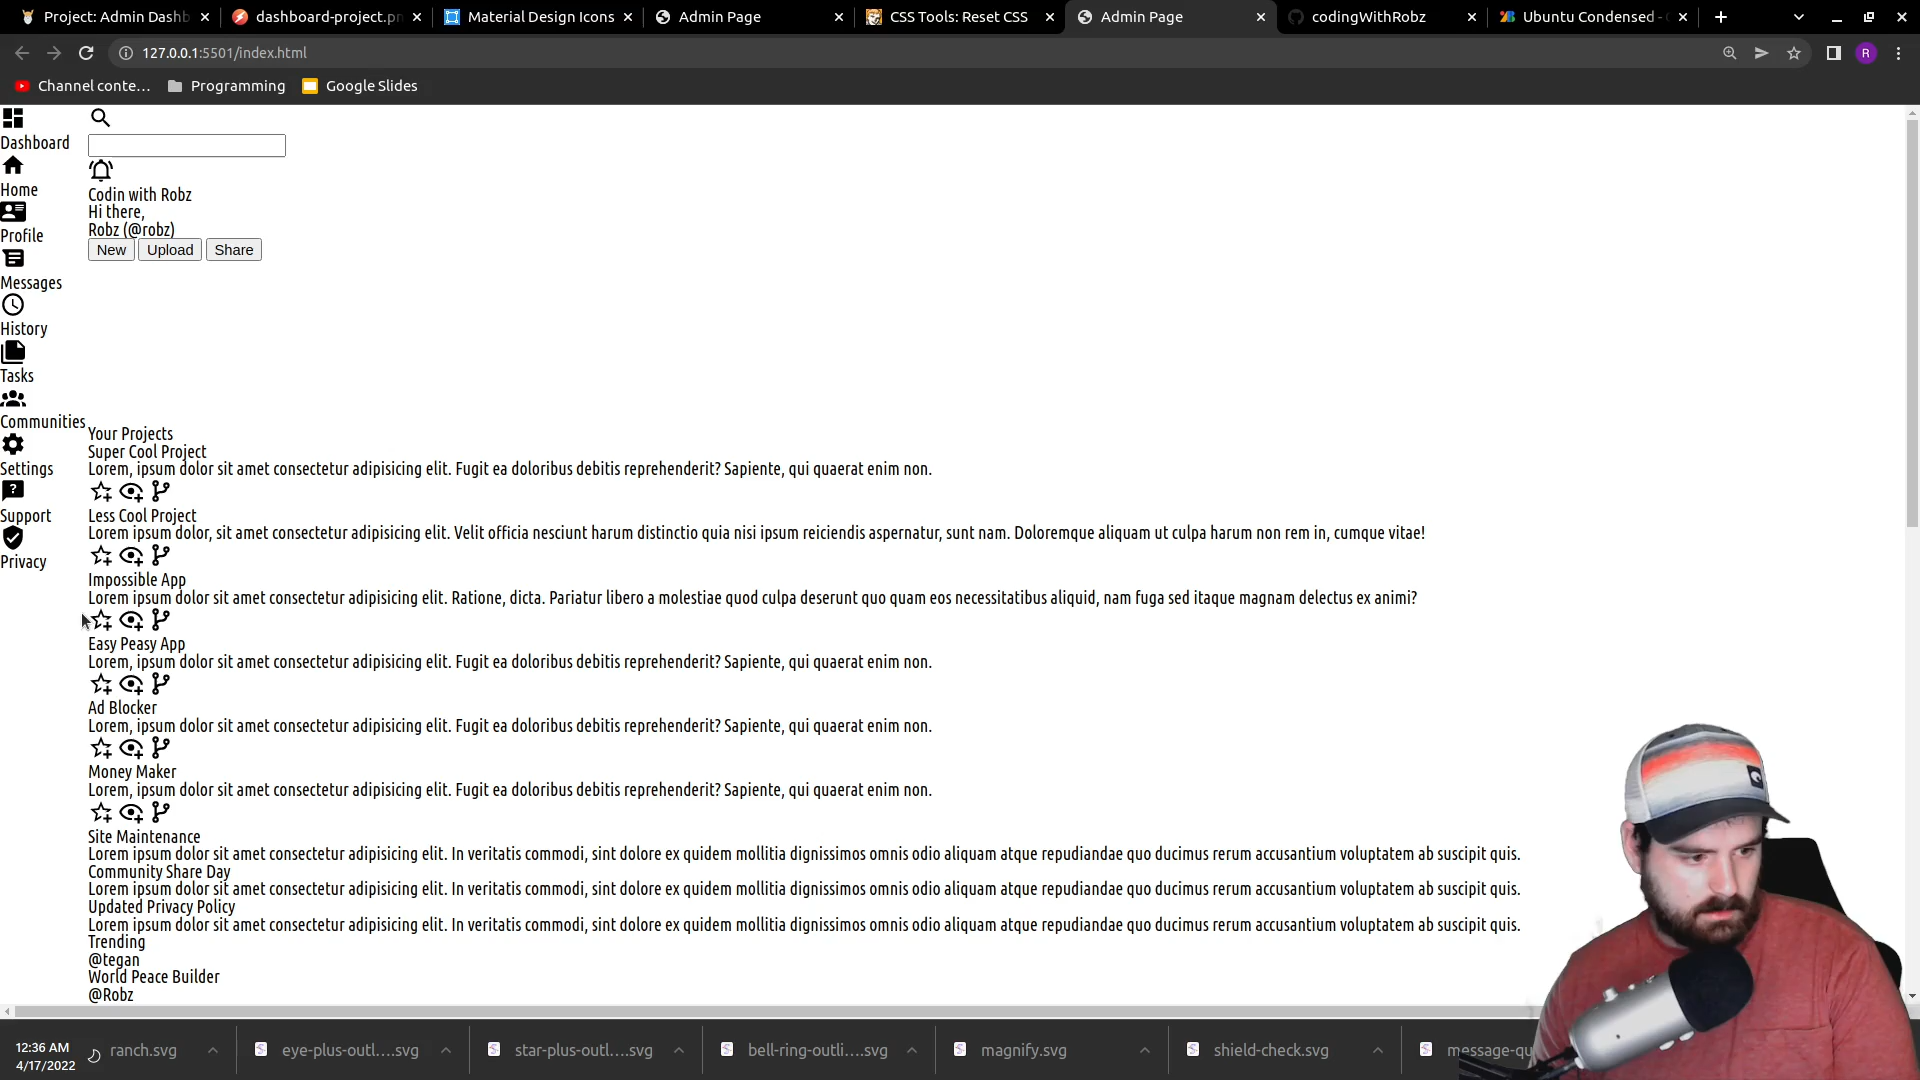 Project: Admin Dashb
dashboard-project.pn
Material Design Icons
Admin Page
CSS Tools: Reset CSS
Admin Page
codingWithRobz
Ubuntu Condensed -
127.0.0.1:5501/index.html
R
Channel conte...
Programming
Google Slides
Dashboard
Home
Profile
Messages
History
Tasks
Communities
Settings
Support
Privacy
Codin with Robz
Hi there,
Robz (@robz)
New Upload Share
Your Projects
Super Cool Project
Lorem, ipsum dolor sit amet consectetur adipisicing elit. Fugit ea doloribus debitis reprehenderit? Sapiente, qui quaerat enim non.
Less Cool Project
Lorem ipsum dolor, sit amet consectetur adipisicing elit. Velit officia nesciunt harum distinctio quia nisi ipsum reiciendis aspernatur, sunt nam. Doloremque aliquam ut culpa harum non rem in, cumque vitae!
Impossible App
Lorem ipsum dolor sit amet consectetur adipisicing elit. Ratione, dicta. Pariatur libero a molestiae quod culpa deserunt quo quam eos necessitatibus aliquid, nam fuga sed itaque magnam delectus ex animi?
Easy Peasy App
Lorem, ipsum dolor sit amet consectetur adipisicing elit. Fugit ea doloribus debitis reprehenderit? Sapiente, qui quaerat enim non.
Ad Blocker
Lorem, ipsum dolor sit amet consectetur adipisicing elit. Fugit ea doloribus debitis reprehenderit? Sapiente, qui quaerat enim non.
Money Maker
Lorem, ipsum dolor sit amet consectetur adipisicing elit. Fugit ea doloribus debitis reprehenderit? Sapiente, qui quaerat enim non.
Site Maintenance
Lorem ipsum dolor sit amet consectetur adipisicing elit. In veritatis commodi, sint dolore ex quidem mollitia dignissimos omnis odio aliquam atque repudiandae quo ducimus rerum accusantium voluptatem ab suscipit quis.
Community Share Day
Lorem ipsum dolor sit amet consectetur adipisicing elit. In veritatis commodi, sint dolore ex quidem mollitia dignissimos omnis odio aliquam atque repudiandae quo ducimus rerum accusantium voluptatem ab suscipit quis.
Updated Privacy Policy
Lorem ipsum dolor sit amet consectetur adipisicing elit. In veritatis commodi, sint dolore ex quidem mollitia dignissimos omnis odio aliquam atque repudiandae quo ducimus rerum accusantium voluptatem ab suscipit quis.
Trending
@tegan
World Peace Builder
@Robz
12:36 AM
4/17/2022
ranch.svg
eye-plus-outl....svg
star-plus-outl....svg
bell-ring-outli....svg
magnify.svg
shield-check.svg
message-qu